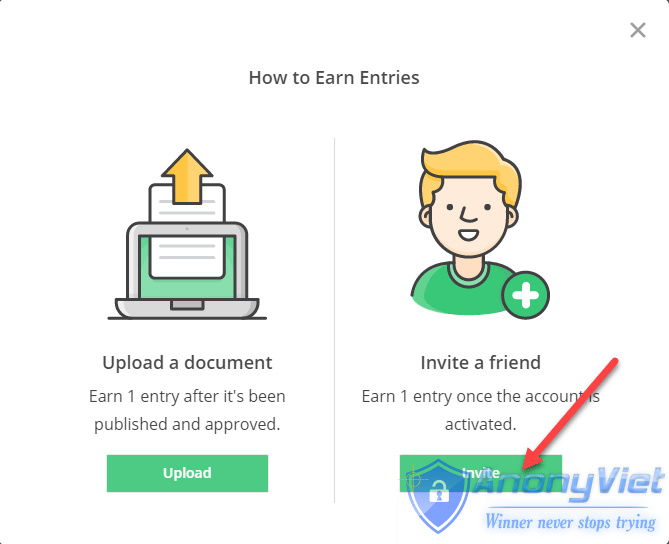 How to Earn Entries
Upload a document
Earn 1 entry after it's been
published and approved.
Upload
Invite a friend
Earn 1 entry once the account is
activated.
Invite
AnonyViet
Winner never stops trying